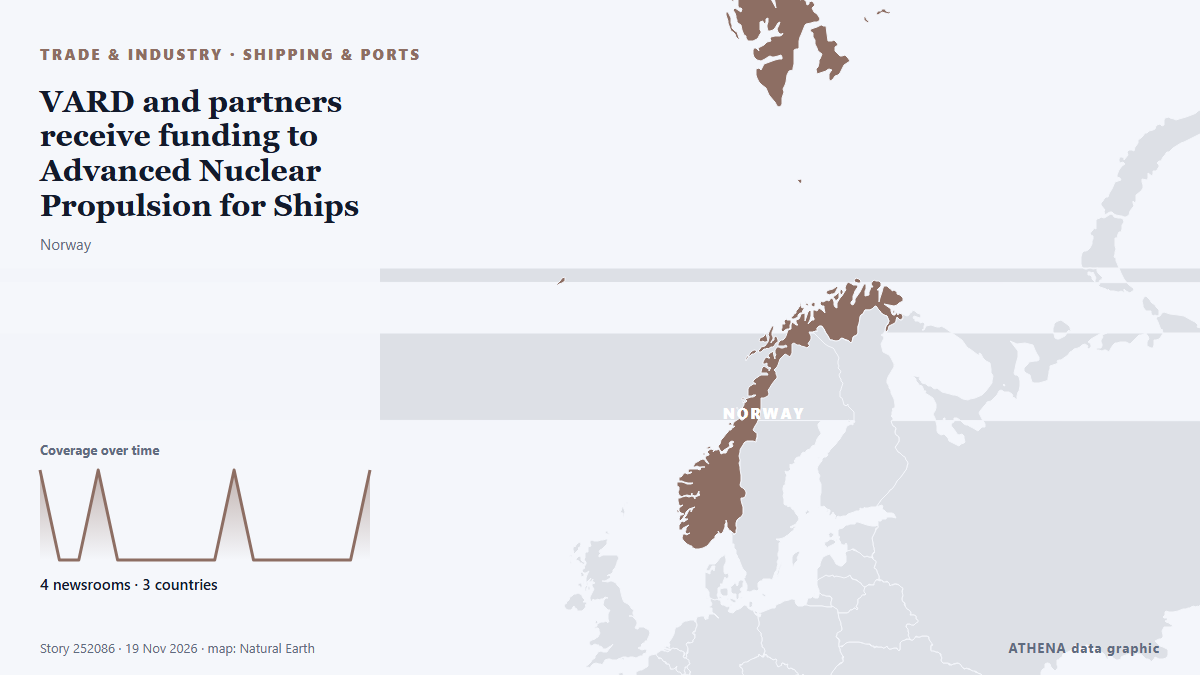 TRADE & INDUSTRY · SHIPPING & PORTS
VARD and partners
receive funding to
Advanced Nuclear
Propulsion for Ships
Norway
NORWAY
Coverage over time
4 newsrooms · 3 countries
Story 252086 · 19 Nov 2026 · map: Natural Earth
ATHENA data graphic